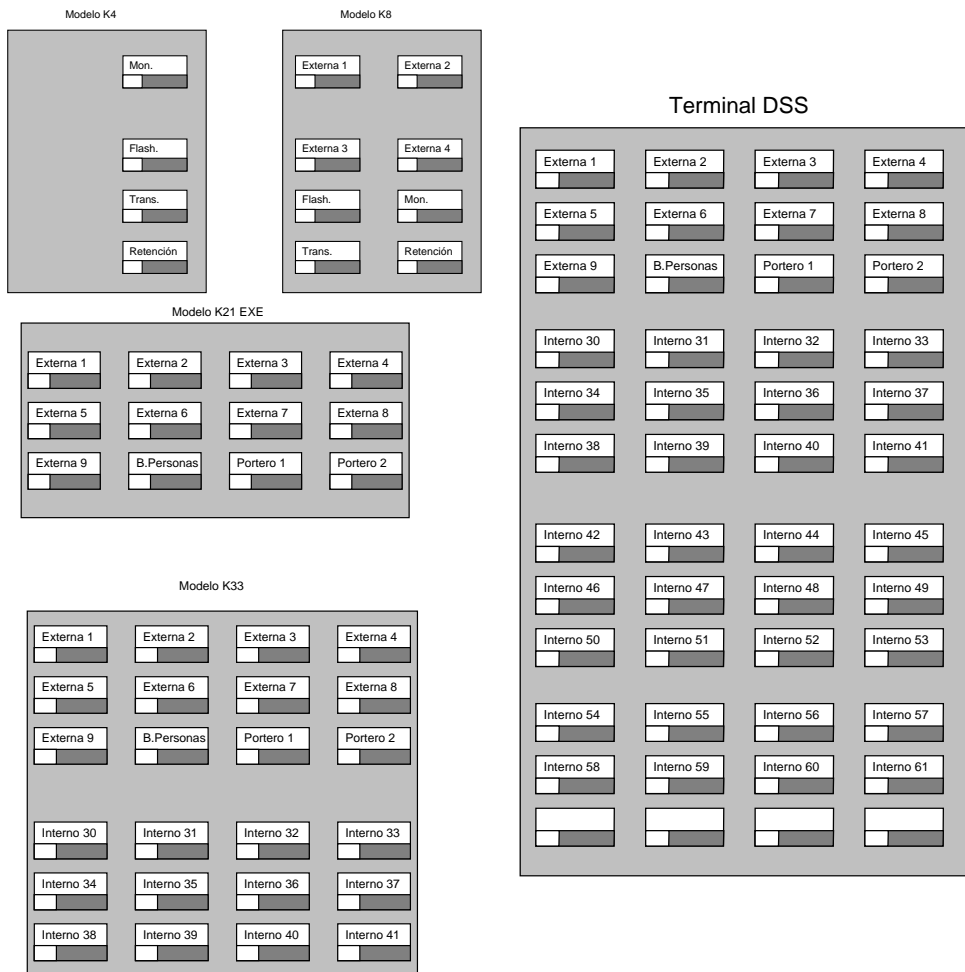 Modelo K4
Mon.
Flash.
Trans.
Retención
Modelo K8
Externa 1 Externa 2
Externa 3 Externa 4
Flash. Mon.
Trans. Retención
Modelo K21 EXE
Externa 1 Externa 2 Externa 3 Externa 4
Externa 5 Externa 6 Externa 7 Externa 8
Externa 9 B.Personas Portero 1 Portero 2
Modelo K33
Externa 1 Externa 2 Externa 3 Externa 4
Externa 5 Externa 6 Externa 7 Externa 8
Externa 9 B.Personas Portero 1 Portero 2
Interno 30 Interno 31 Interno 32 Interno 33
Interno 34 Interno 35 Interno 36 Interno 37
Interno 38 Interno 39 Interno 40 Interno 41
Terminal DSS
Externa 1 Externa 2 Externa 3 Externa 4
Externa 5 Externa 6 Externa 7 Externa 8
Externa 9 B.Personas Portero 1 Portero 2
Interno 30 Interno 31 Interno 32 Interno 33
Interno 34 Interno 35 Interno 36 Interno 37
Interno 38 Interno 39 Interno 40 Interno 41
Interno 42 Interno 43 Interno 44 Interno 45
Interno 46 Interno 47 Interno 48 Interno 49
Interno 50 Interno 51 Interno 52 Interno 53
Interno 54 Interno 55 Interno 56 Interno 57
Interno 58 Interno 59 Interno 60 Interno 61